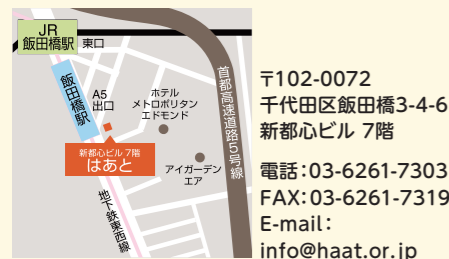 JR
飯田橋駅
東口
飯田橋駅
A5
出口
ホテル
メトロポリタン
エドモンド
首都高速道路5号線
新都心ビル 7階
はあと
アイガーデン
エア
地下鉄東西線
〒102-0072
千代田区飯田橋3-4-6
新都心ビル 7階
電話:03-6261-7303
FAX:03-6261-7319
E-mail:
info@haat.or.jp